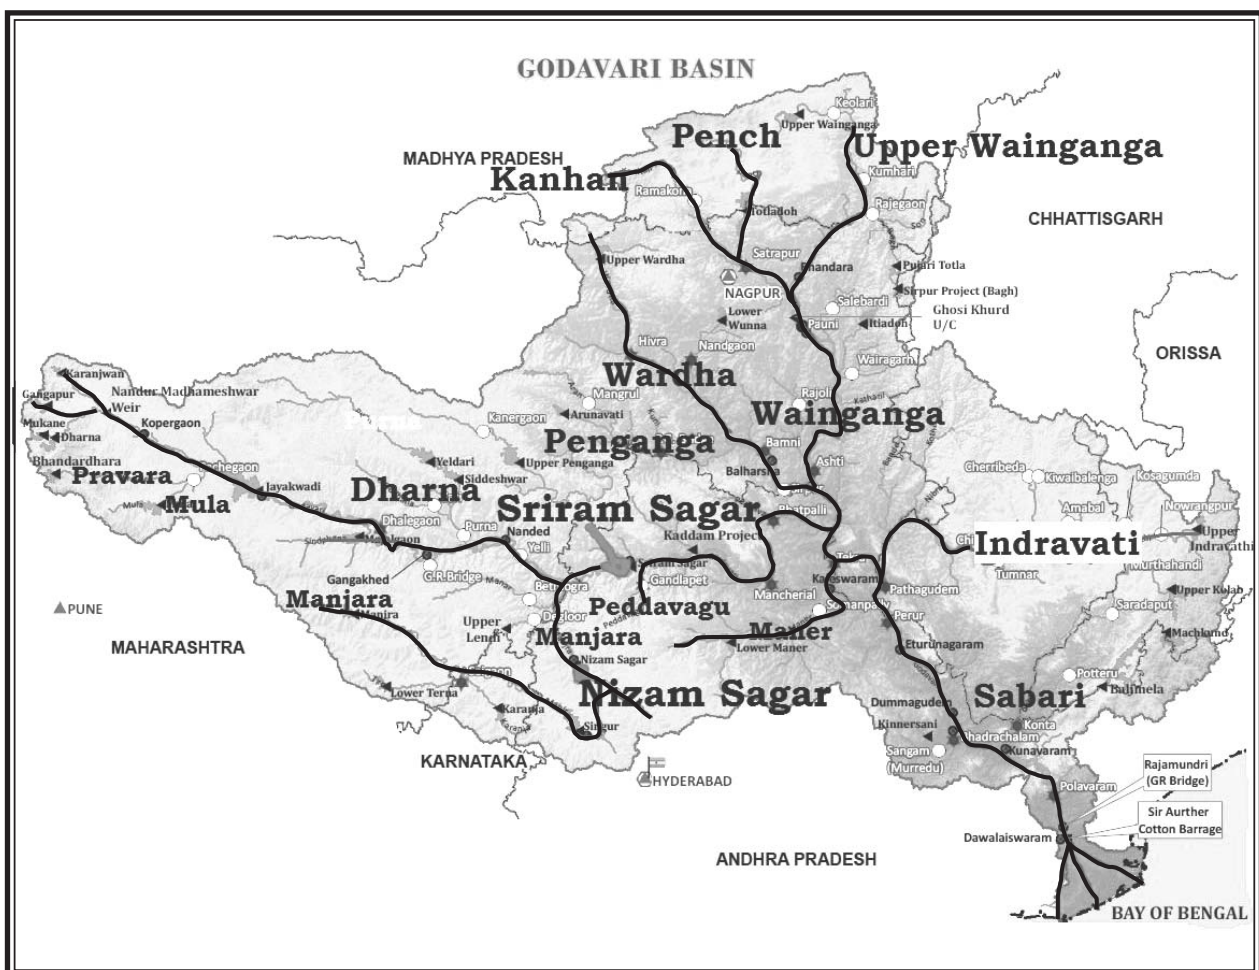 GODAVARI BASIN
Keolari
Upper Wainganga
Pench
Upper Wainganga
MADHYA PRADESH
Kanhan
Kumhari
Rajegaon
CHHATTISGARH
Totladoh
Satrapur
Upper Wardha
Bhandara
Pujari Totla
NAGPUR
Sirpur Project (Bagh)
Salebardi
Lower
Wunna
Ghosi Khurd
U/C
Pauni
Itiadoh
Hivra
Nandgaon
ORISSA
Wairagarh
Karanjwan
Wardha
Gangapur
Nandur Madhameshwar
Weir
Mangrul
Rajoli
Arunavati
Wainganga
Mukane
Dharna
Kopergaon
Kanergaon
Penganga
Bamni
Bhandardhara
Pravara
Yeldari
Upper Penganga
Balharsha
Ashti
Cherribeda
Kosagumda
Siddeshwar
Kiwaibalenga
Jayakwadi
Dharna
Mula
Sriram Sagar
Bhatpalli
Amabal
Nowrangpur
Dhalegaon
Purna
Nanded
Kaddam Project
Upper
Indravathi
Indravati
Majalgaon
Yelli
Sriram Sagar
Gangakhed
G.R.Bridge
Gandlapet
Tumnar
Murthahandi
Manjara
Peddavagu
Mancherial
Kaleswaram
Pathagudem
Upper Kolab
PUNE
Manjra
Degloor
Somanpally
Saradaput
Perur
Upper
Lendi
Manjara
Maner
Machkund
MAHARASHTRA
Lower Maner
Eturunagaram
Nizam Sagar
Potteru
Lower Terna
Nizam Sagar
Sabari
Balimela
Karanja
Dummagudem
Singur
Kinnersani
Konta
Bhadrachalam
KARNATAKA
Sangam
(Murredu)
Kunavaram
HYDERABAD
Polavaram
Rajamundri
(GR Bridge)
Sir Aurther
Cotton Barrage
Dawalaiswaram
ANDHRA PRADESH
BAY OF BENGAL